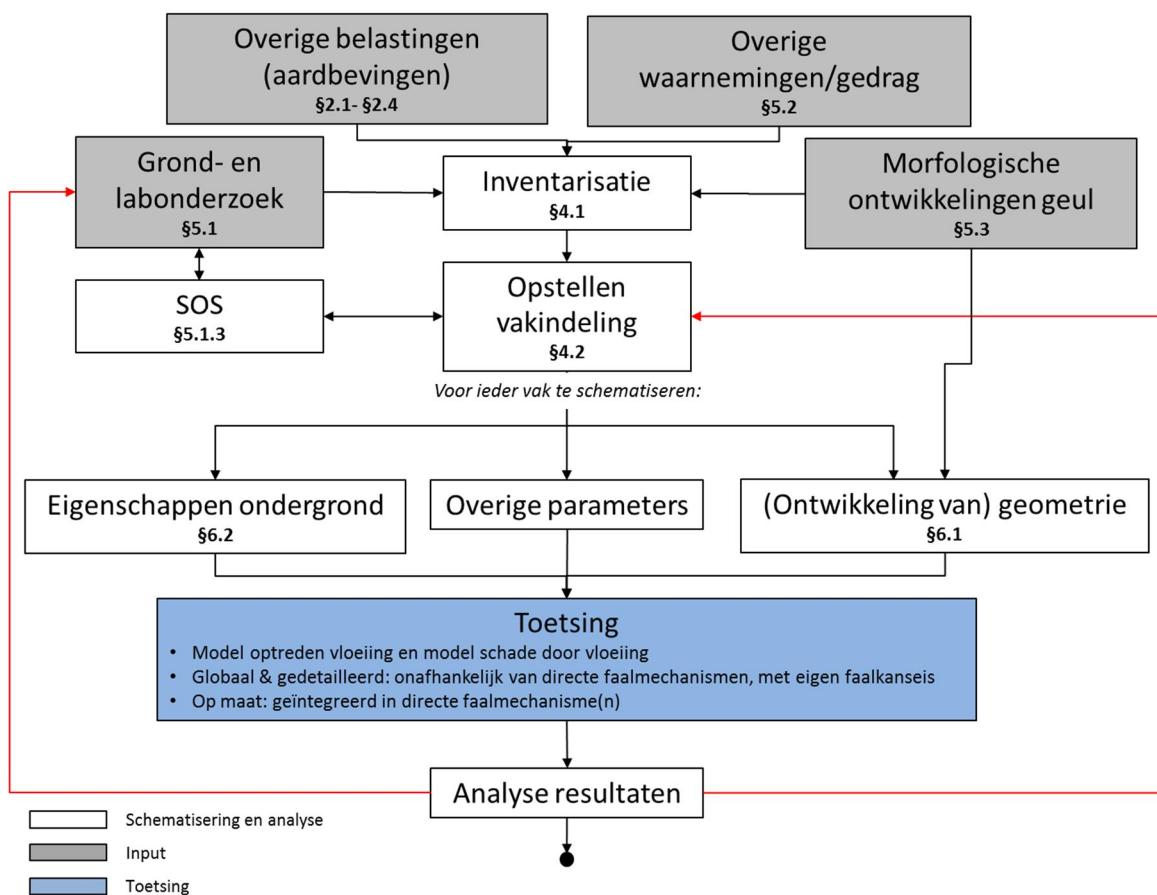 Overige belastingen
(aardbevingen)
§2.1- §2.4
Overige
waarnemingen/gedrag
§5.2
Grond- en
labonderzoek
§5.1
Inventarisatie
§4.1
Morfologische
ontwikkelingen geul
§5.3
SOS
§5.1.3
Opstellen
vakindeling
§4.2
Voor ieder vak te schematiseren:
Eigenschappen ondergrond
§6.2
Overige parameters
(Ontwikkeling van) geometrie
§6.1
Toetsing
• Model optreden vloeiing en model schade door vloeiing
• Globaal & gedetailleerd: onafhankelijk van directe faalmechanismen, met eigen faalkanseis
• Op maat: geïntegreerd in directe faalmechanisme(n)
Analyse resultaten
Schematisering en analyse
Input
Toetsing